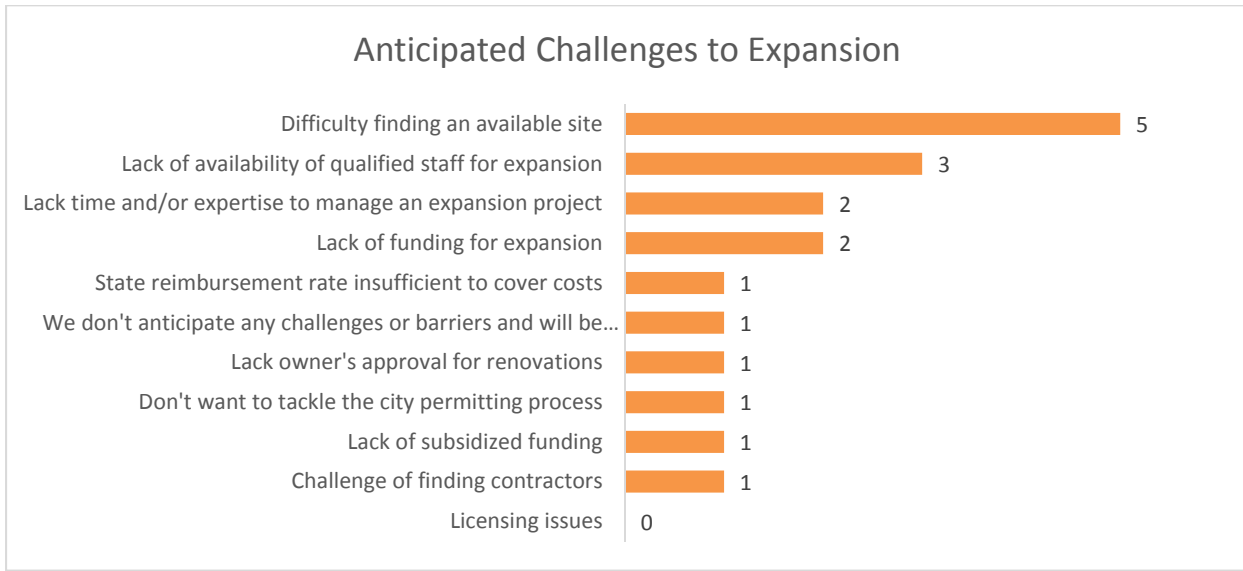 Anticipated Challenges to Expansion
Difficulty finding an available site 5
Lack of availability of qualified staff for expansion 3
Lack time and/or expertise to manage an expansion project 2
Lack of funding for expansion 2
State reimbursement rate insufficient to cover costs 1
We don't anticipate any challenges or barriers and will be... 1
Lack owner's approval for renovations 1
Don't want to tackle the city permitting process 1
Lack of subsidized funding 1
Challenge of finding contractors 1
Licensing issues 0